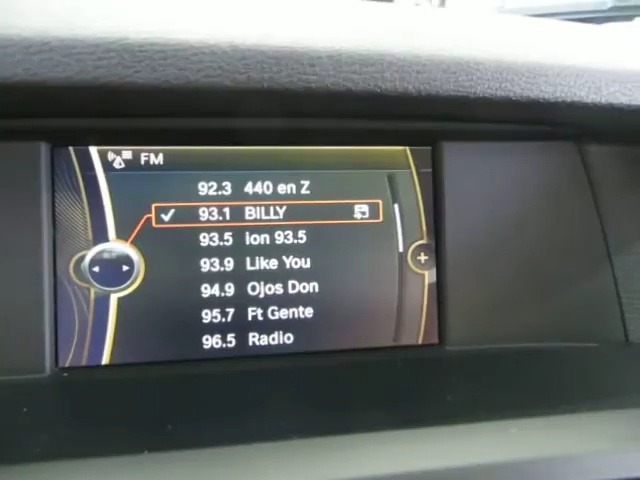 FM
92.3 440 en Z
93.1 BILLY
93.5 ion 93.5
93.9 Like You
94.9 Ojos Don
95.7 Ft Gente
96.5 Radio